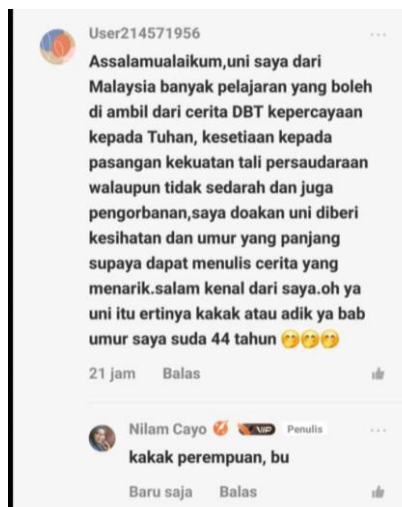 User214571956
Assalamualaikum,uni saya dari
Malaysia banyak pelajaran yang boleh
di ambil dari cerita DBT kepercayaan
kepada Tuhan, kesetiaan kepada
pasangan kekuatan tali persaudaraan
walaupun tidak sedarah dan juga
pengorbanan,saya doakan uni diberi
kesihatan dan umur yang panjang
supaya dapat menulis cerita yang
menarik.salam kenal dari saya.oh ya
uni itu ertinya kakak atau adik ya bab
umur saya suda 44 tahun 🤭🤭🤭
21 jam Balas
Nilam Cayo VIP Penulis
kakak perempuan, bu
Baru saja Balas